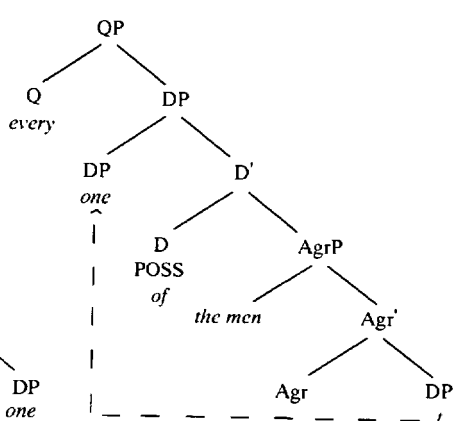 QP
Q DP
every
DP D'
one
D AgrP
POSS
of
the men Agr'
DP Agr DP
one t